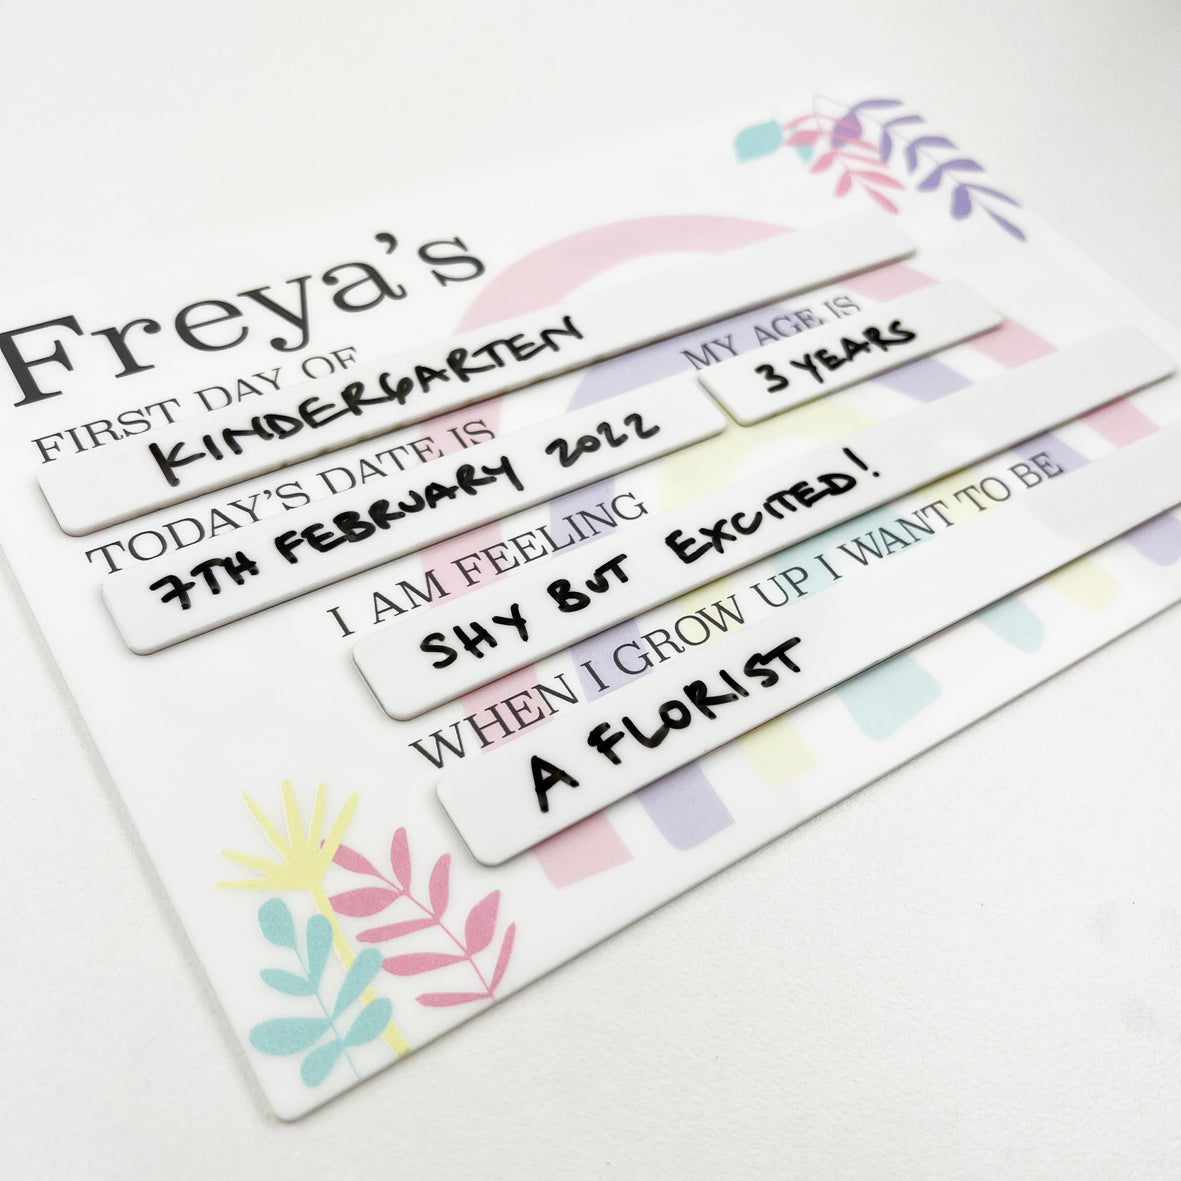 Freya's
FIRST DAY OF
KINDERGARTEN
TODAY'S DATE IS
7TH FEBRUARY 2022
MY AGE IS
3 YEARS
I AM FEELING
SHY BUT EXCITED!
WHEN I GROW UP I WANT TO BE
A FLORIST